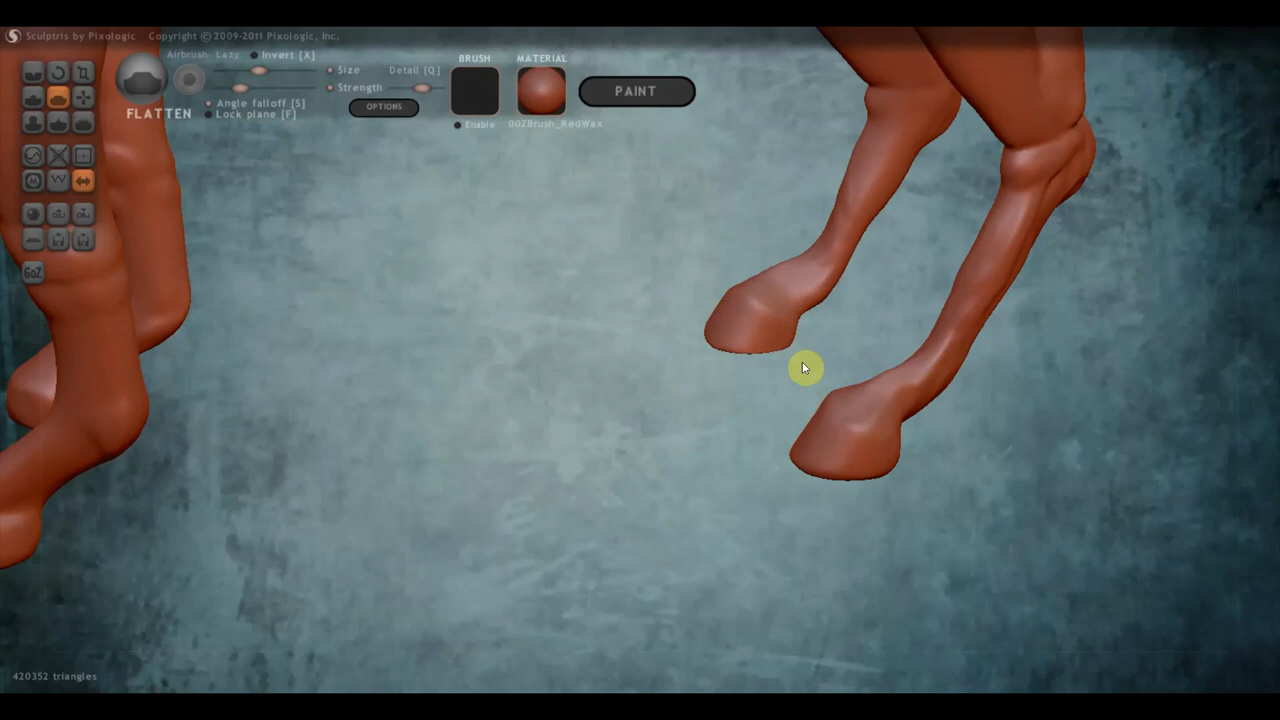 Sculptris by Pixologic Copyright © 2009-2011 Pixologic, Inc.
Airbrush Lazy Invert [X]
Size Detail [Q]
Strength
Angle falloff [S]
Lock plane [F]
FLATTEN
OPTIONS
BRUSH
Enable
MATERIAL
00ZBrush_RedWax
PAINT
GoZ
420352 triangles